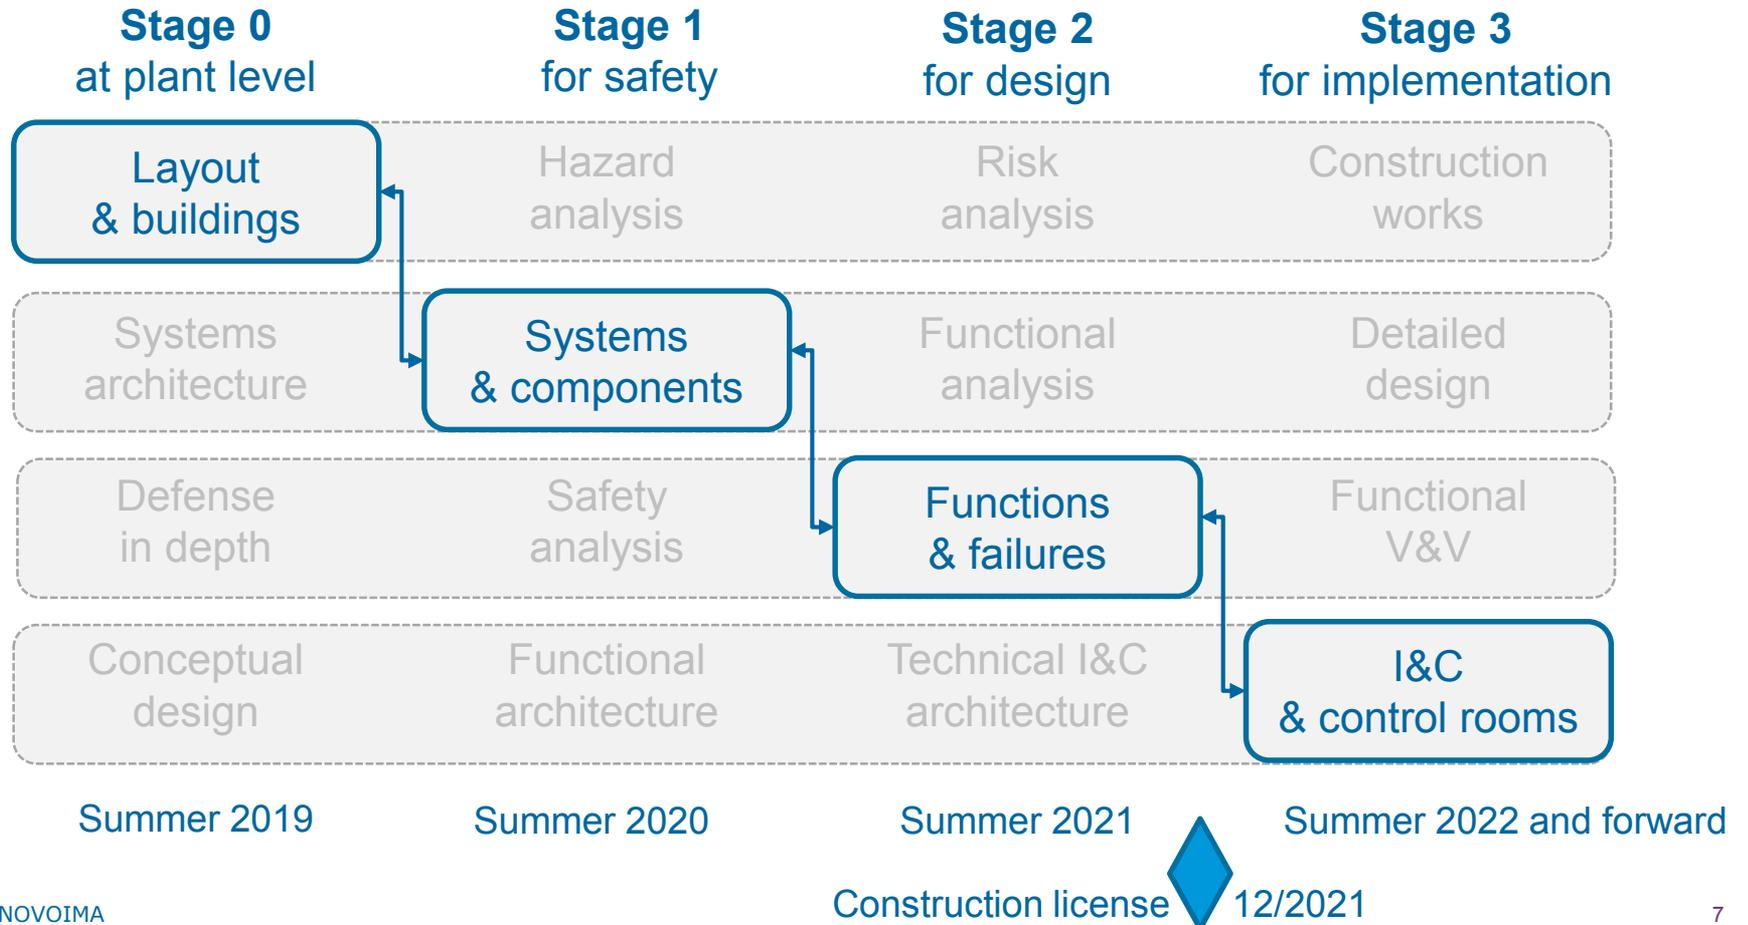 Stage 0
at plant level
Stage 1
for safety
Stage 2
for design
Stage 3
for implementation
Layout
& buildings
Hazard
analysis
Risk
analysis
Construction
works
Systems
architecture
Systems
& components
Functional
analysis
Detailed
design
Defense
in depth
Safety
analysis
Functions
& failures
Functional
V&V
Conceptual
design
Functional
architecture
Technical I&C
architecture
I&C
& control rooms
Summer 2019
Summer 2020
Summer 2021
Summer 2022 and forward
Construction license
12/2021
NOVOIMA
7